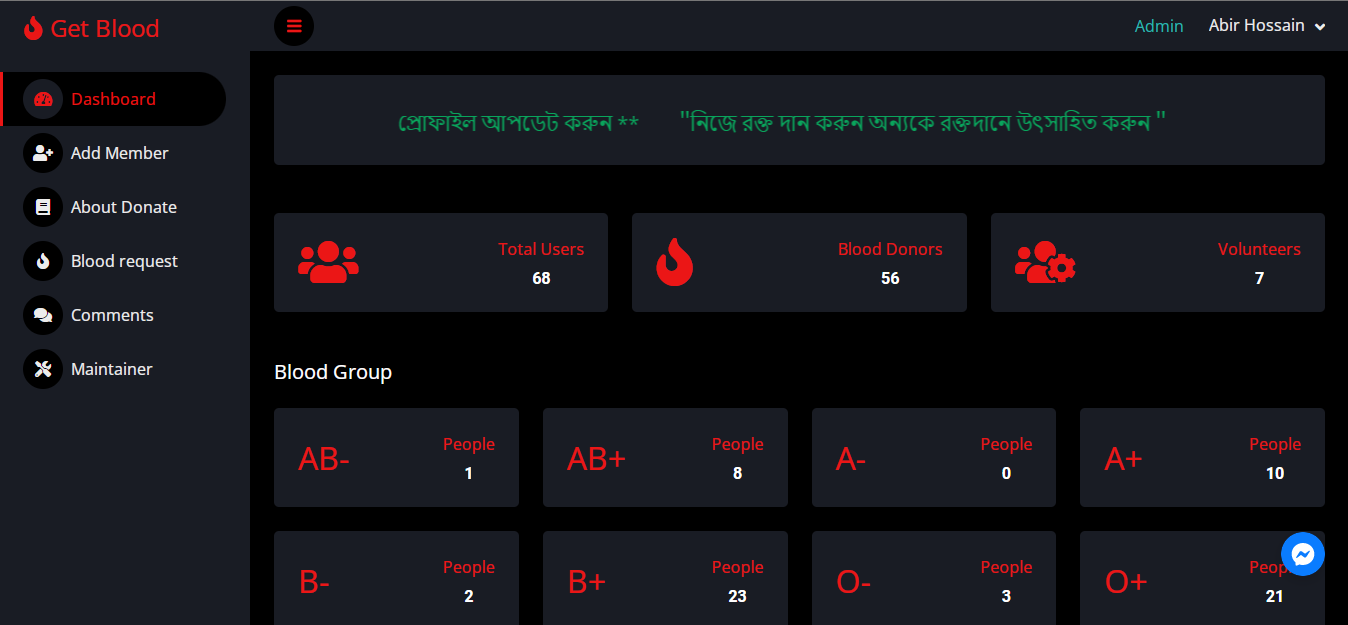 Get Blood
Admin
Abir Hossain
Dashboard
Add Member
About Donate
Blood request
Comments
Maintainer
প্রোফাইল আপডেট করুন ** "নিজে রক্ত দান করুন অন্যকে রক্তদানে উৎসাহিত করুন "
Total Users
68
Blood Donors
56
Volunteers
7
Blood Group
AB-
People
1
AB+
People
8
A-
People
0
A+
People
10
B-
People
2
B+
People
23
O-
People
3
O+
Peop
21